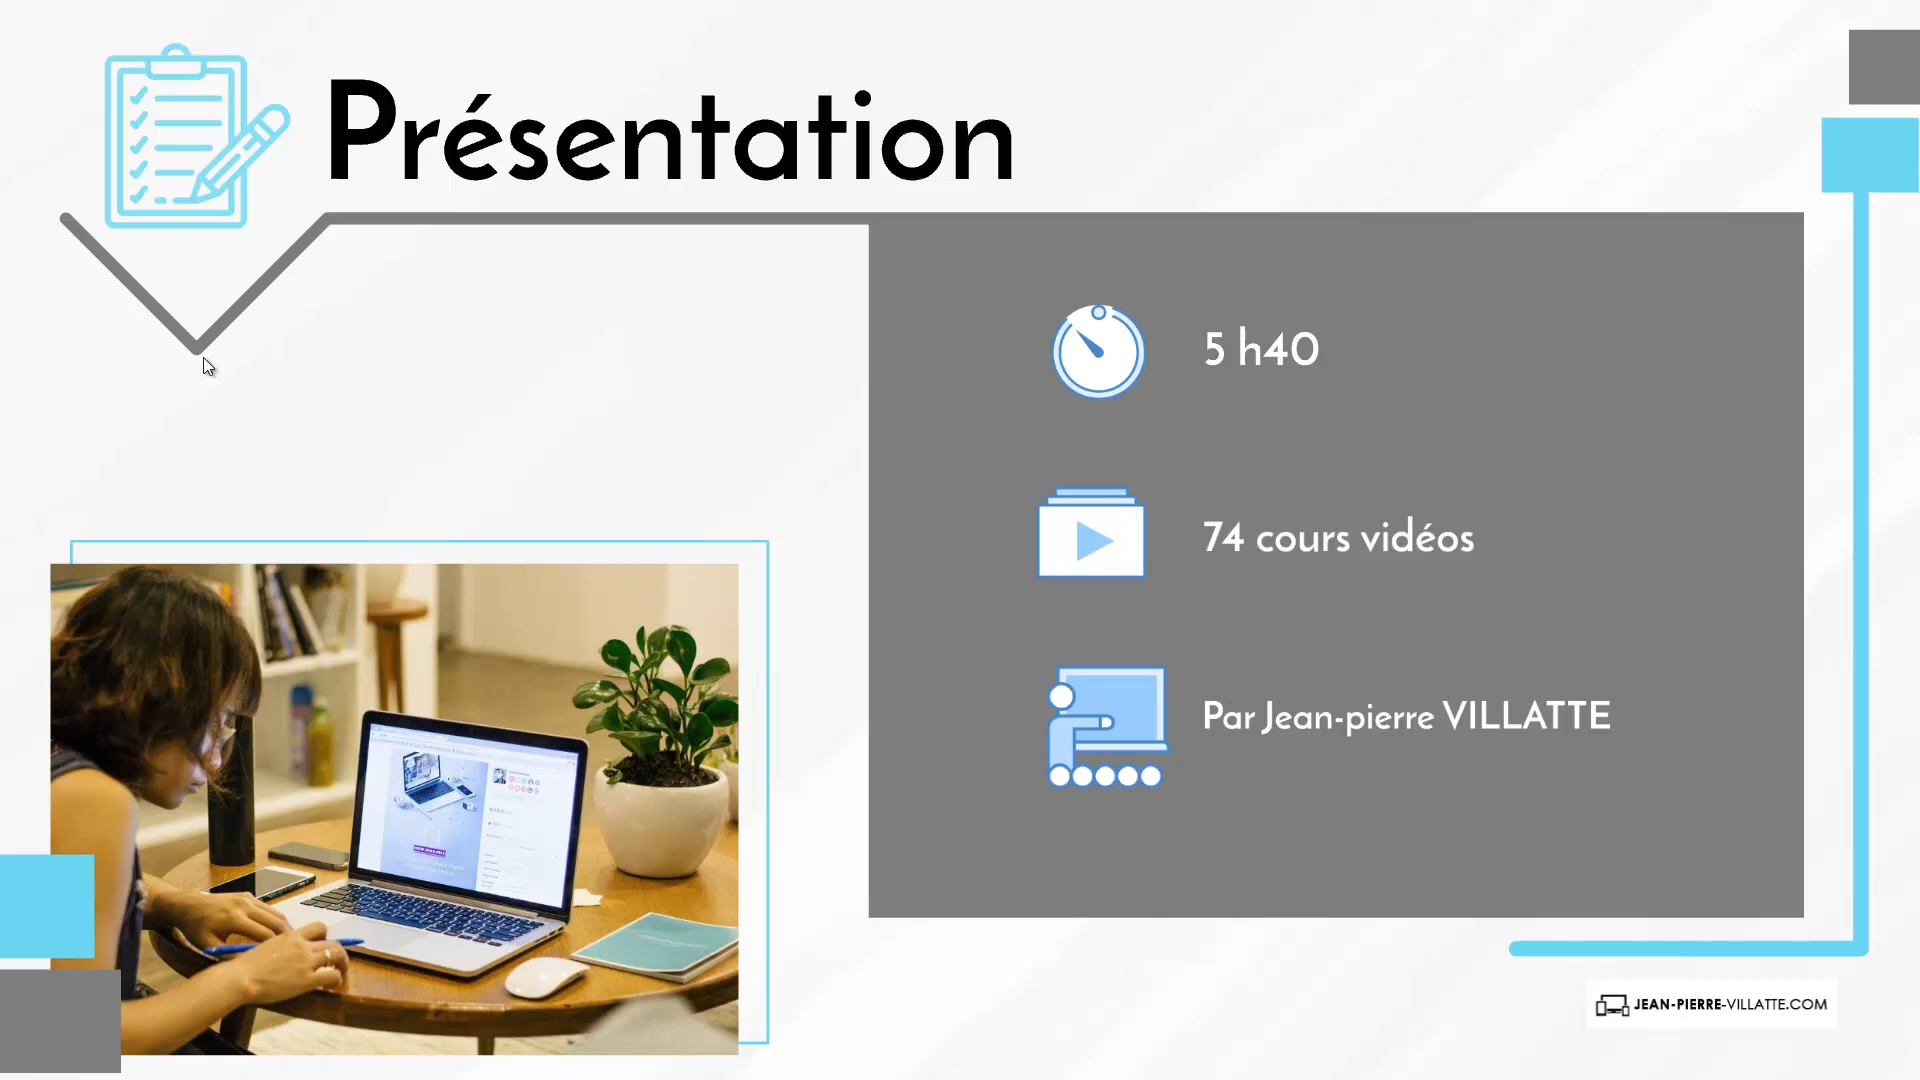 Présentation
5 h40
74 cours vidéos
Par Jean-pierre VILLATTE
JEAN-PIERRE-VILLATTE.COM